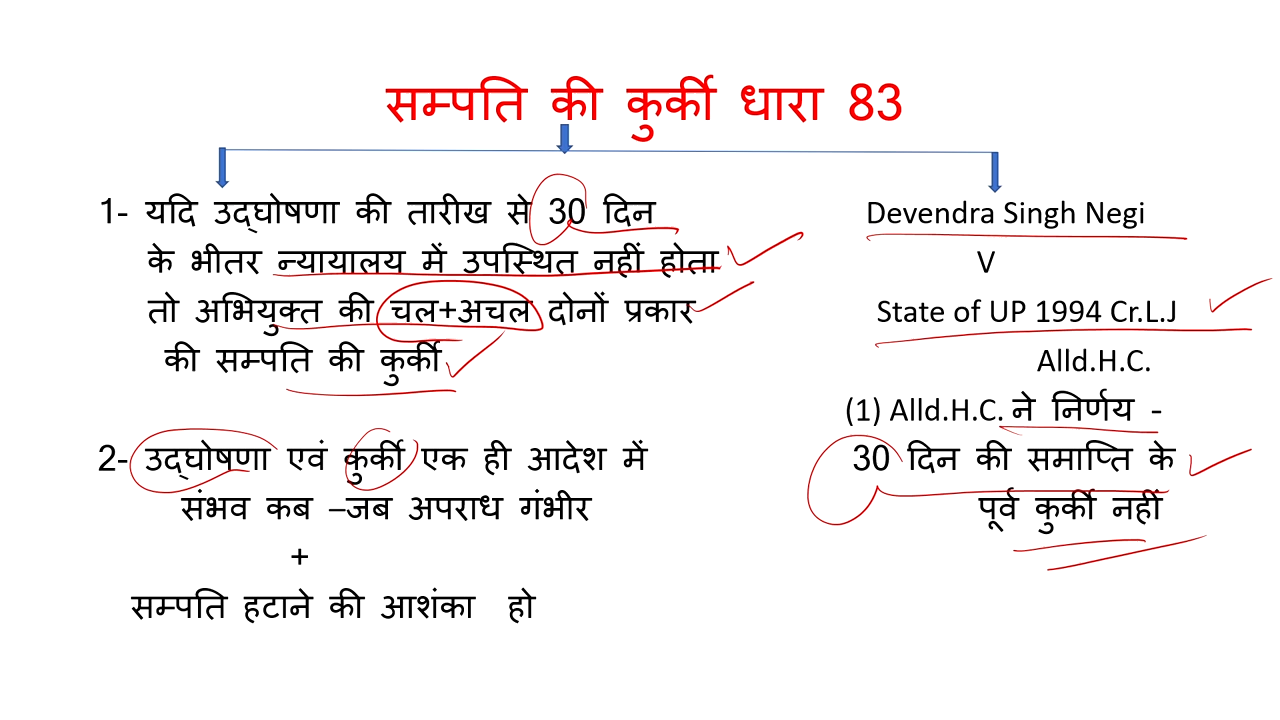 सम्पति की कुर्की धारा 83
1- यदि उद्घोषणा की तारीख से 30 दिन
के भीतर न्यायालय में उपस्थित नहीं होता
तो अभियुक्त की चल+अचल दोनों प्रकार
की सम्पति की कुर्की
2- उद्घोषणा एवं कुर्की एक ही आदेश में
संभव कब –जब अपराध गंभीर
+
सम्पति हटाने की आशंका हो
Devendra Singh Negi
V
State of UP 1994 Cr.L.J
Alld.H.C.
(1) Alld.H.C. ने निर्णय -
30 दिन की समाप्ति के
पूर्व कुर्की नहीं